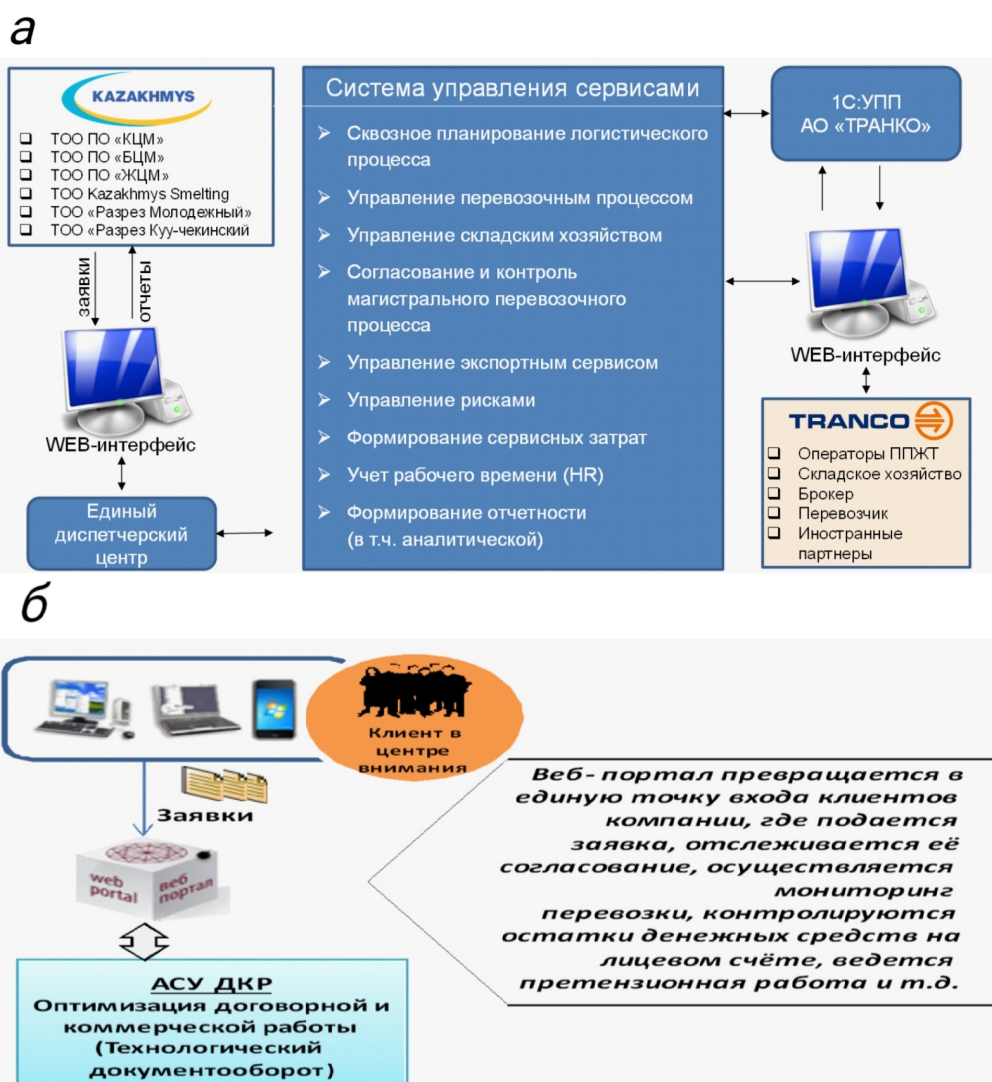 а
KAZAKHMYS
ТОО ПО «КЦМ»
ТОО ПО «БЦМ»
ТОО ПО «ЖЦМ»
ТОО Kazakhmys Smelting
ТОО «Разрез Молодежный»
ТОО «Разрез Куу-чекинский
заявки
отчеты
WEB-интерфейс
Единый
диспетчерский
центр
Система управления сервисами
Сквозное планирование логистического
процесса
Управление перевозочным процессом
Управление складским хозяйством
Согласование и контроль
магистрального перевозочного
процесса
Управление экспортным сервисом
Управление рисками
Формирование сервисных затрат
Учет рабочего времени (HR)
Формирование отчетности
(в т.ч. аналитической)
1С:УПП
АО «ТРАНКО»
WEB-интерфейс
TRANCO
Операторы ППЖТ
Складское хозяйство
Брокер
Перевозчик
Иностранные
партнеры
б
Клиент в
центре
внимания
Заявки
web
portal
веб
портал
АСУ ДКР
Оптимизация договорной и
коммерческой работы
(Технологический
документооборот)
Веб- портал превращается в
единую точку входа клиентов
компании, где подается
заявка, отслеживается её
согласование, осуществляется
мониторинг
перевозки, контролируются
остатки денежных средств на
лицевом счёте, ведется
претензионная работа и т.д.